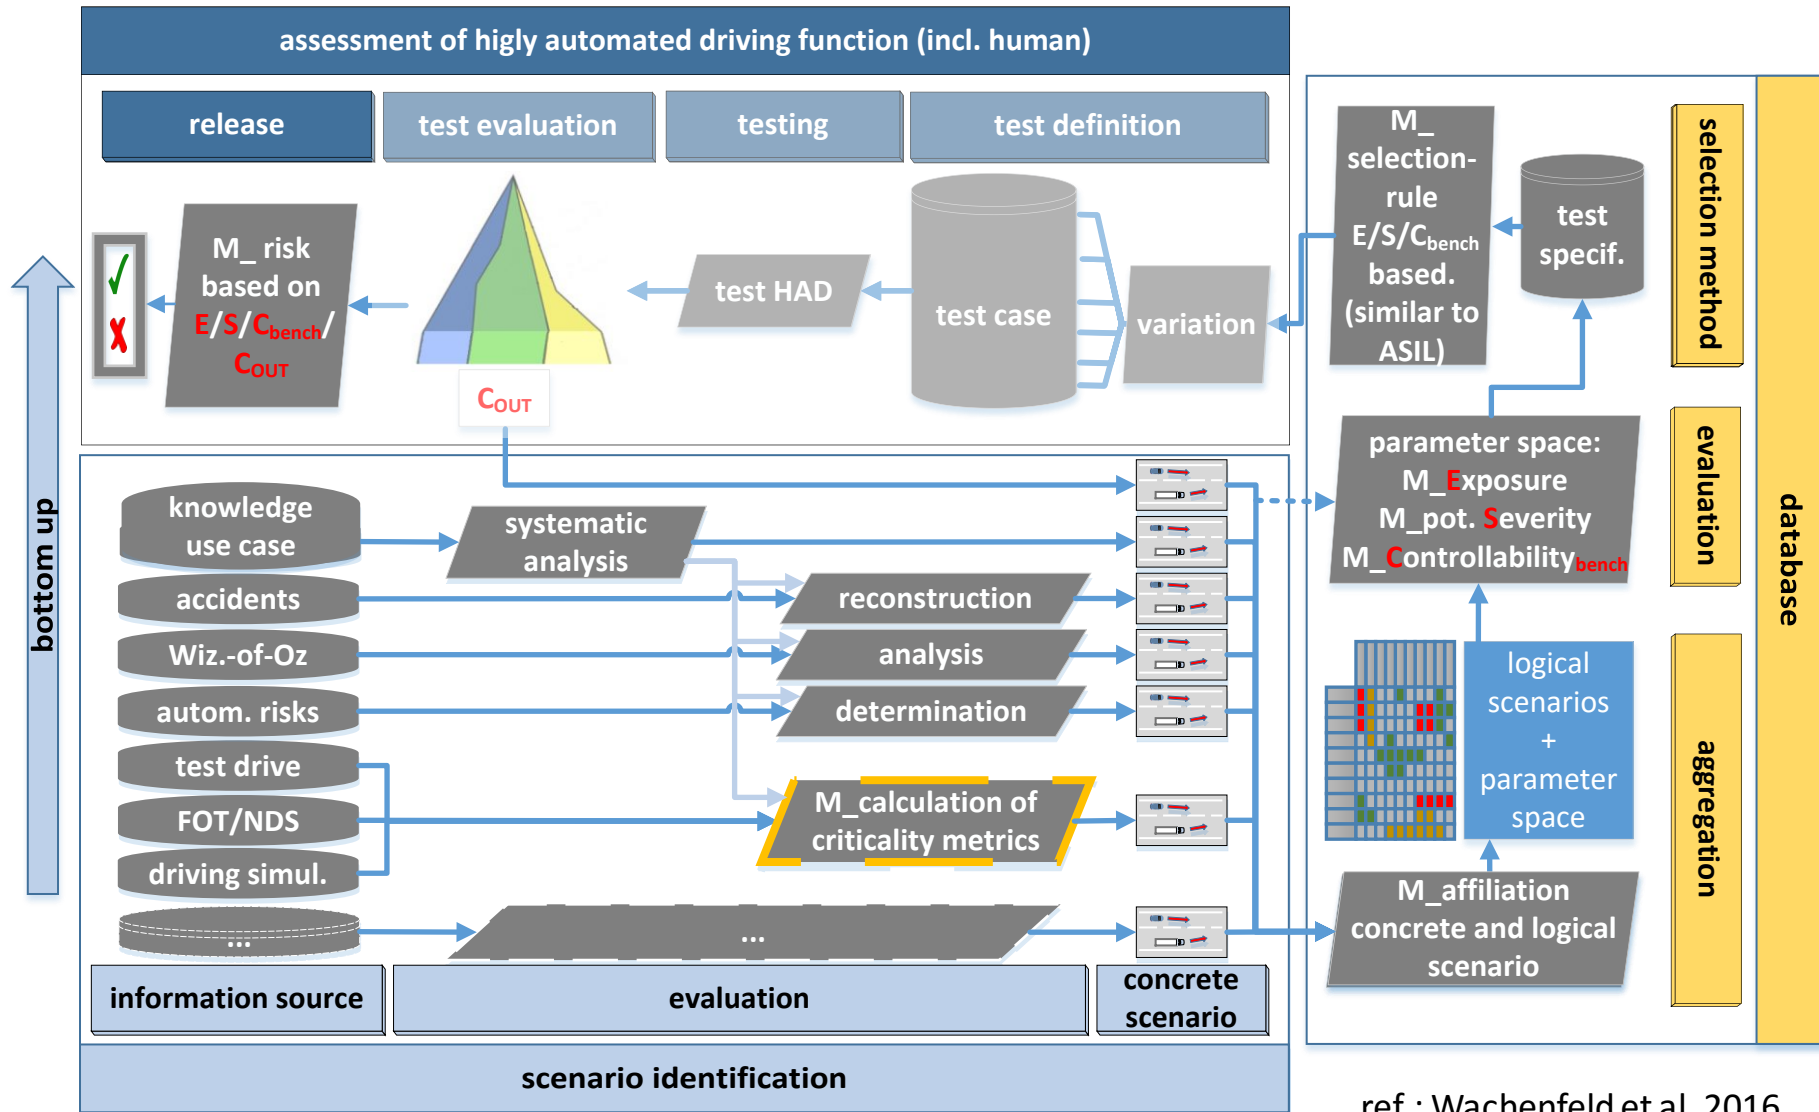 assessment of higly automated driving function (incl. human)
release
test evaluation
testing
test definition
M_ risk
based on
E/S/Cbench/
COUT
COUT
test HAD
test case
variation
M_
selection-
rule
E/S/Cbench
based.
(similar to
ASIL)
test
specif.
selection method
parameter space:
M_Exposure
M_pot. Severity
M_Controllabilitybench
evaluation
database
logical
scenarios
+
parameter
space
aggregation
M_affiliation
concrete and logical
scenario
bottom up
knowledge
use case
systematic
analysis
accidents
reconstruction
Wiz.-of-Oz
analysis
autom. risks
determination
test drive
FOT/NDS
driving simul.
M_calculation of
criticality metrics
...
...
information source
evaluation
concrete
scenario
scenario identification
ref.: Wachenfeld et al. 2016